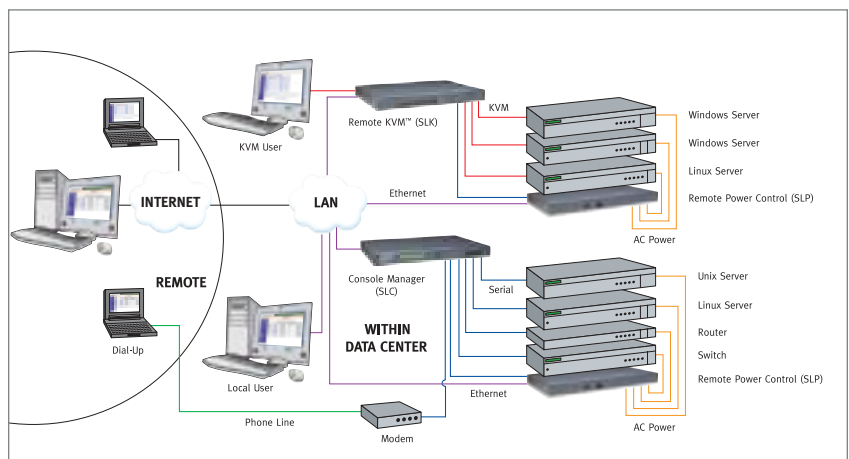 KVM User
Remote KVM™ (SLK)
KVM
Windows Server
Windows Server
Linux Server
Remote Power Control (SLP)
AC Power
INTERNET
LAN
Ethernet
REMOTE
Dial-Up
Console Manager
(SLC)
Serial
Unix Server
Linux Server
Router
Switch
Remote Power Control (SLP)
AC Power
WITHIN
DATA CENTER
Local User
Ethernet
Phone Line
Modem